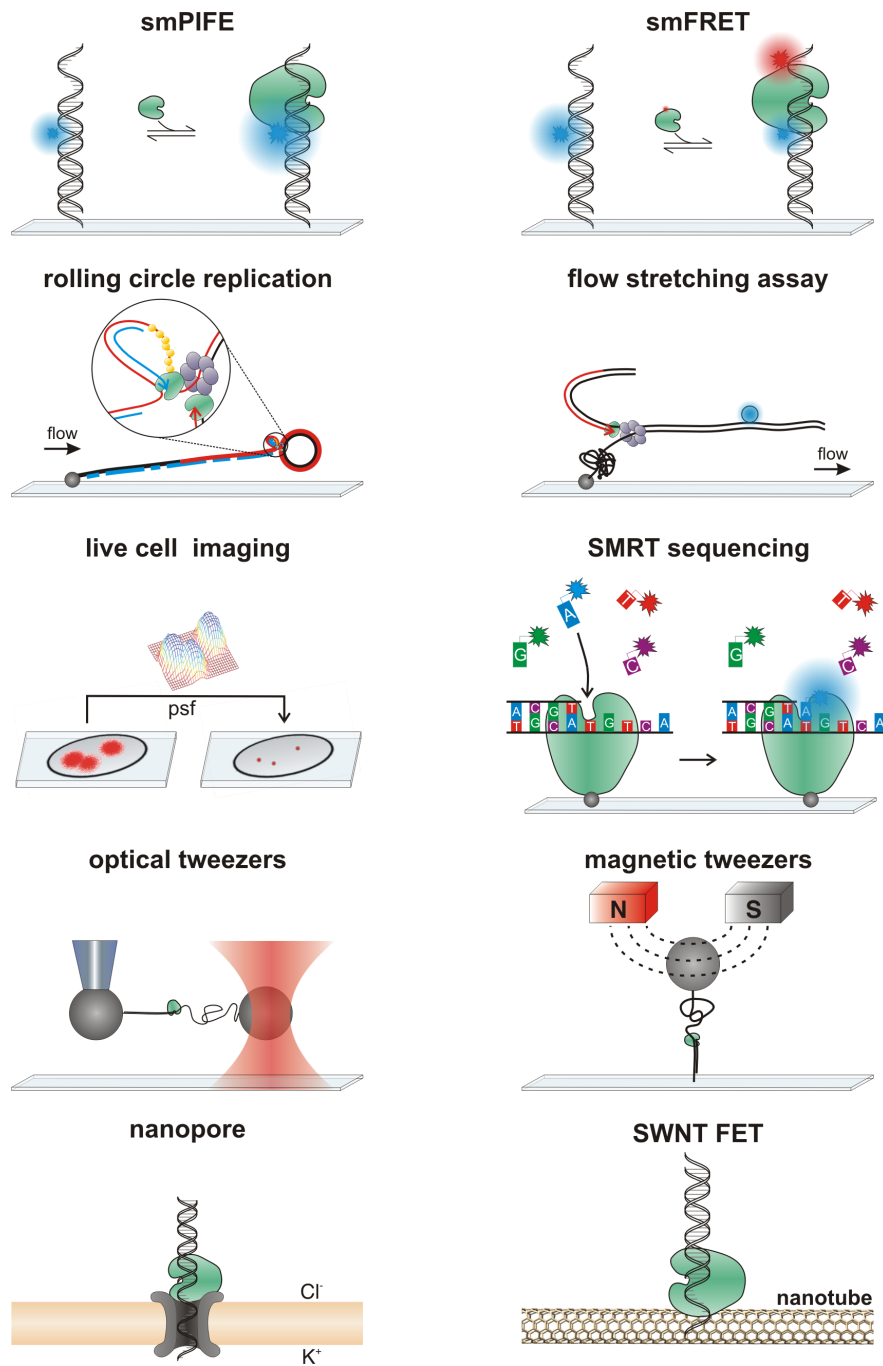 smPIFE
smFRET
rolling circle replication
flow
flow stretching assay
flow
live cell imaging
psf
SMRT sequencing
G
A
T
C
A C G T
T G C A T G T C A
G
T
C
A C G T A
T G C A T G T C A
optical tweezers
magnetic tweezers
N
S
nanopore
Cl-
K+
SWNT FET
nanotube